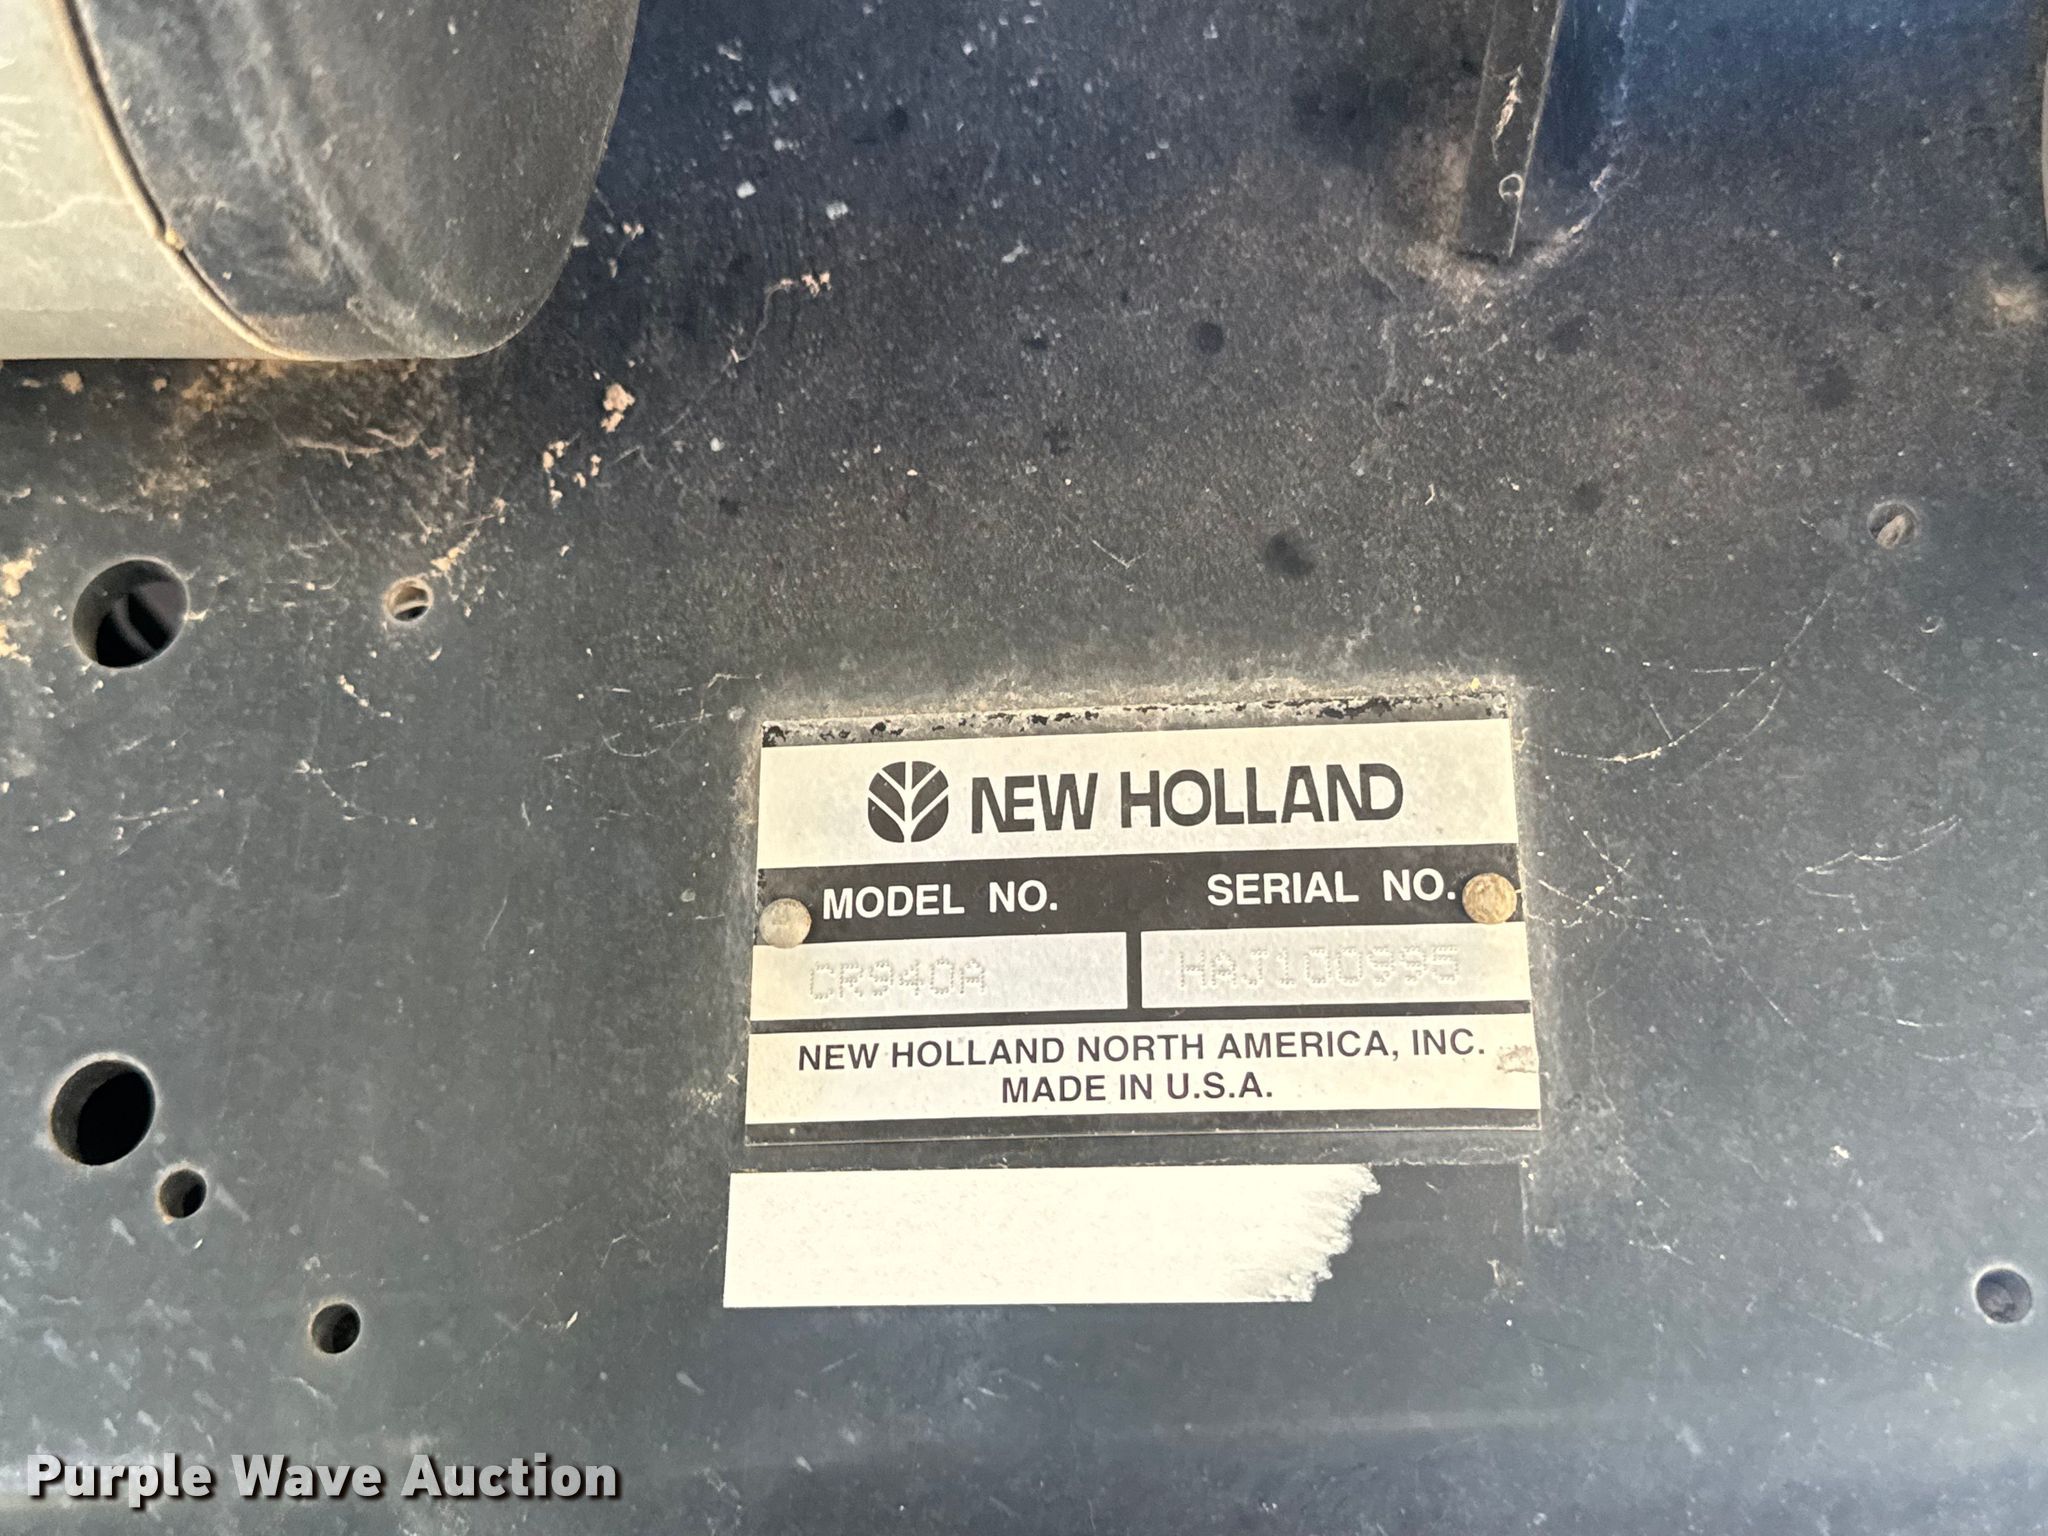 NEW HOLLAND
MODEL NO. SERIAL NO.
CR940A HAJ100995
NEW HOLLAND NORTH AMERICA, INC.
MADE IN U.S.A.
Purple Wave Auction